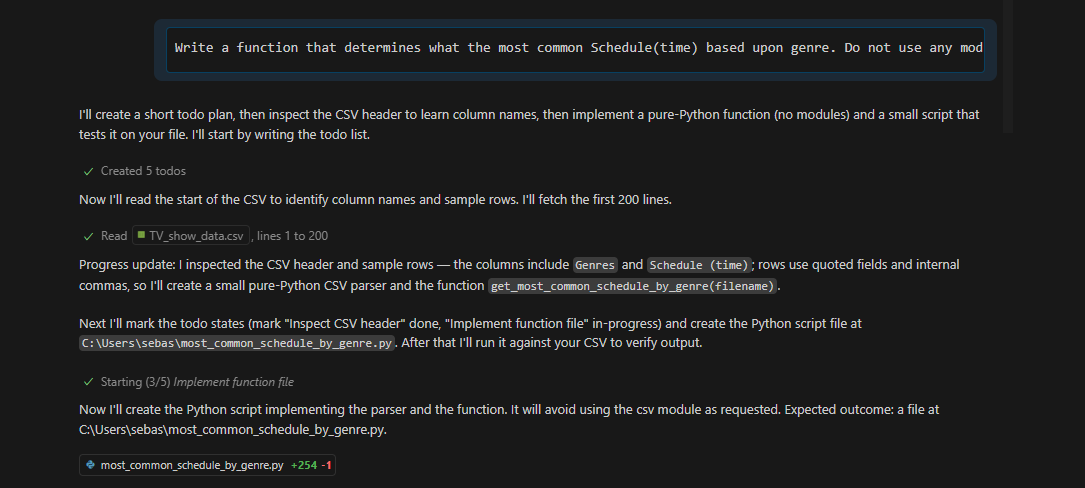 Write a function that determines what the most common Schedule(time) based upon genre. Do not use any mod
I'll create a short todo plan, then inspect the CSV header to learn column names, then implement a pure-Python function (no modules) and a small script that
tests it on your file. I'll start by writing the todo list.
Created 5 todos
Now I'll read the start of the CSV to identify column names and sample rows. I'll fetch the first 200 lines.
Read TV_show_data.csv, lines 1 to 200
Progress update: I inspected the CSV header and sample rows — the columns include Genres and Schedule (time); rows use quoted fields and internal
commas, so I'll create a small pure-Python CSV parser and the function get_most_common_schedule_by_genre(filename).
Next I'll mark the todo states (mark "Inspect CSV header" done, "Implement function file" in-progress) and create the Python script file at
C:\Users\sebas\most_common_schedule_by_genre.py. After that I'll run it against your CSV to verify output.
Starting (3/5) Implement function file
Now I'll create the Python script implementing the parser and the function. It will avoid using the csv module as requested. Expected outcome: a file at
C:\Users\sebas\most_common_schedule_by_genre.py.
most_common_schedule_by_genre.py +254 -1